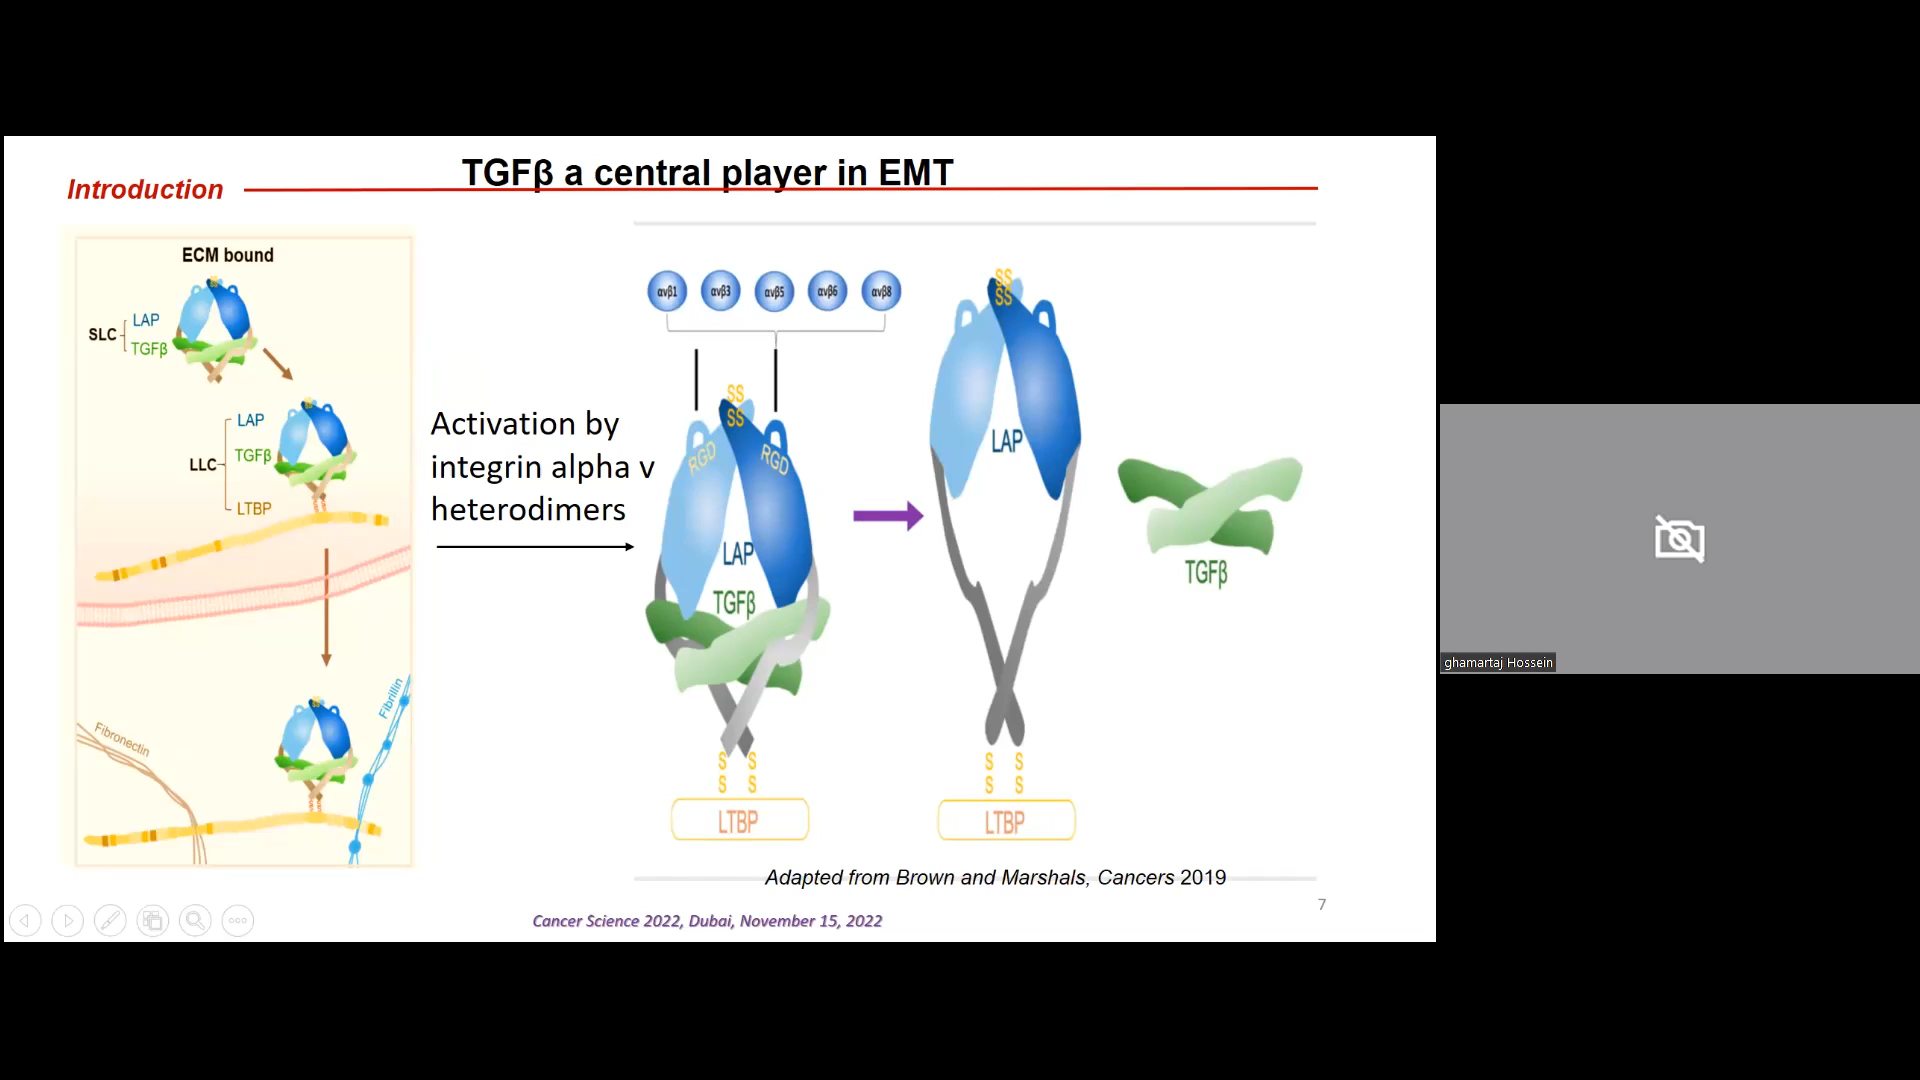 TGFβ a central player in EMT
Introduction
ECM bound
SLC
LAP
TGFβ
LLC
LAP
TGFβ
LTBP
Fibronectin
Fibrillin
Activation by
integrin alpha v
heterodimers
αvβ1 αvβ3 αvβ5 αvβ6 αvβ8
SS
SS
RGD RGD
LAP
TGFβ
S S
S S
LTBP
SS
SS
LAP
TGFβ
S S
S S
LTBP
Adapted from Brown and Marshals, Cancers 2019
7
Cancer Science 2022, Dubai, November 15, 2022
ghamartaj Hossein